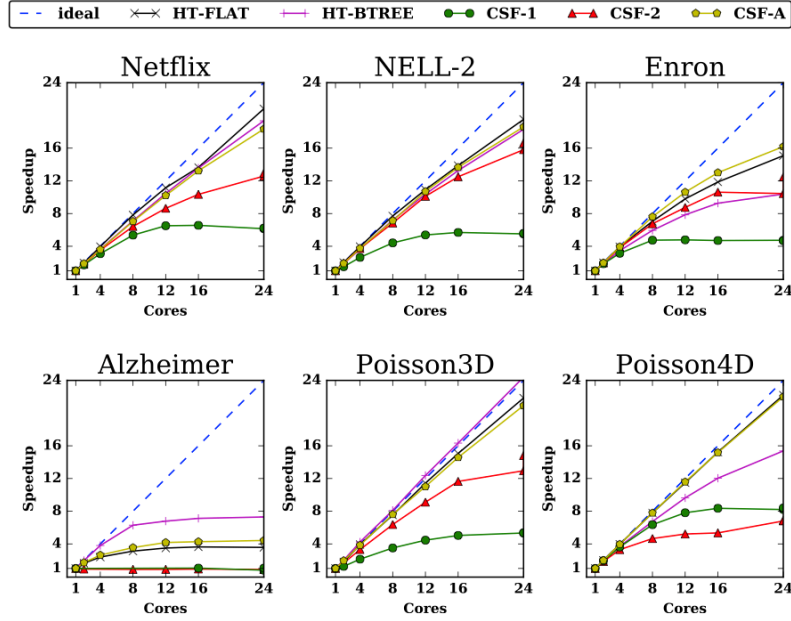 ideal HT-FLAT HT-BTREE CSF-1 CSF-2 CSF-A
Netflix NELL-2 Enron
24 24 24
20 20 20
16 16 16
12 12 12
8 8 8
4 4 4
1 1 1
Speedup Speedup Speedup
1 4 8 12 16 24 1 4 8 12 16 24 1 4 8 12 16 24
Cores Cores Cores
Alzheimer Poisson3D Poisson4D
24 24 24
16 16 16
12 12 12
8 8 8
4 4 4
1 1 1
Speedup Speedup Speedup
1 4 8 12 16 24 1 4 8 12 16 24 1 4 8 12 16 24
Cores Cores Cores